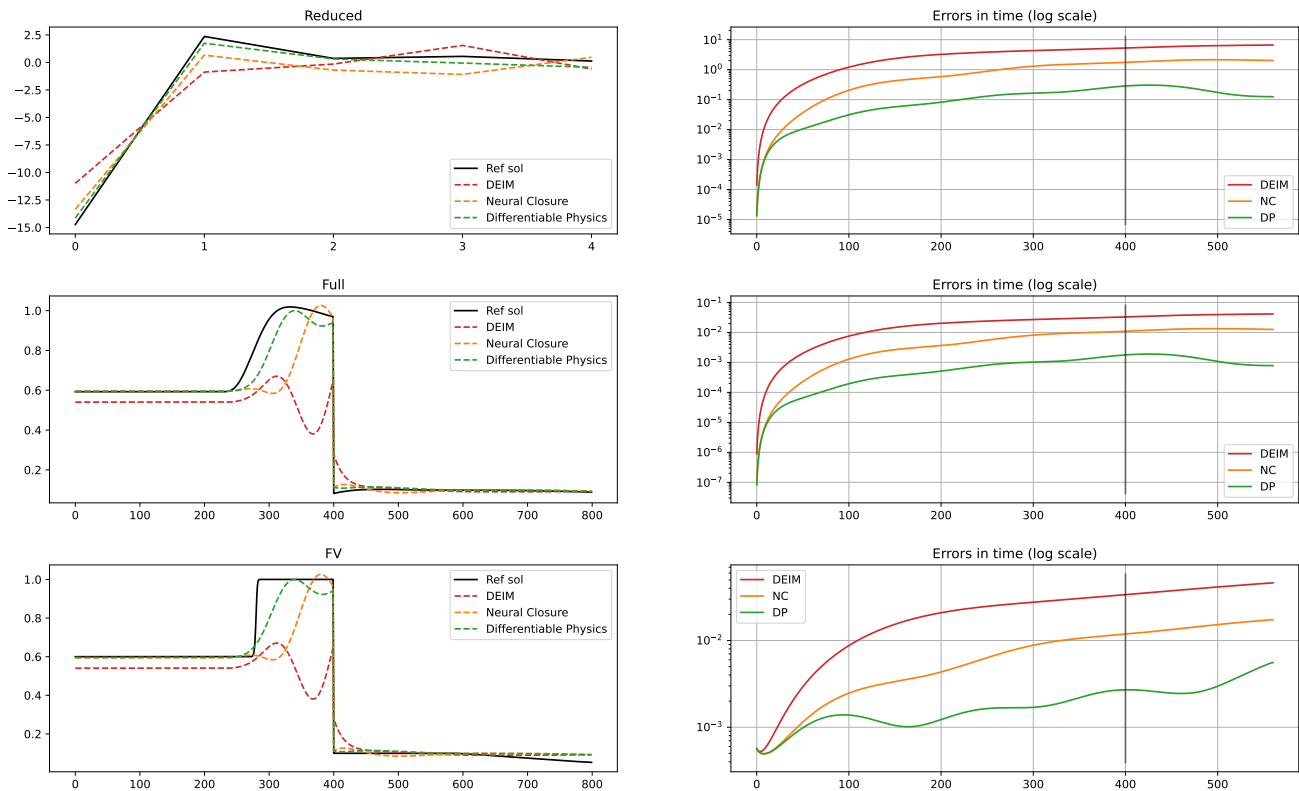 Reduced
2.5
0.0
−2.5
−5.0
−7.5
−10.0
−12.5
−15.0
0 1 2 3 4
Ref sol
DEIM
Neural Closure
Differentiable Physics
Errors in time (log scale)
10^1
10^0
10^−1
10^−2
10^−3
10^−4
10^−5
0 100 200 300 400 500
DEIM
NC
DP
Full
1.0
0.8
0.6
0.4
0.2
0 100 200 300 400 500 600 700 800
Ref sol
DEIM
Neural Closure
Differentiable Physics
Errors in time (log scale)
10^−1
10^−2
10^−3
10^−4
10^−5
10^−6
10^−7
0 100 200 300 400 500
DEIM
NC
DP
FV
1.0
0.8
0.6
0.4
0.2
0 100 200 300 400 500 600 700 800
Ref sol
DEIM
Neural Closure
Differentiable Physics
Errors in time (log scale)
10^−2
10^−3
0 100 200 300 400 500
DEIM
NC
DP